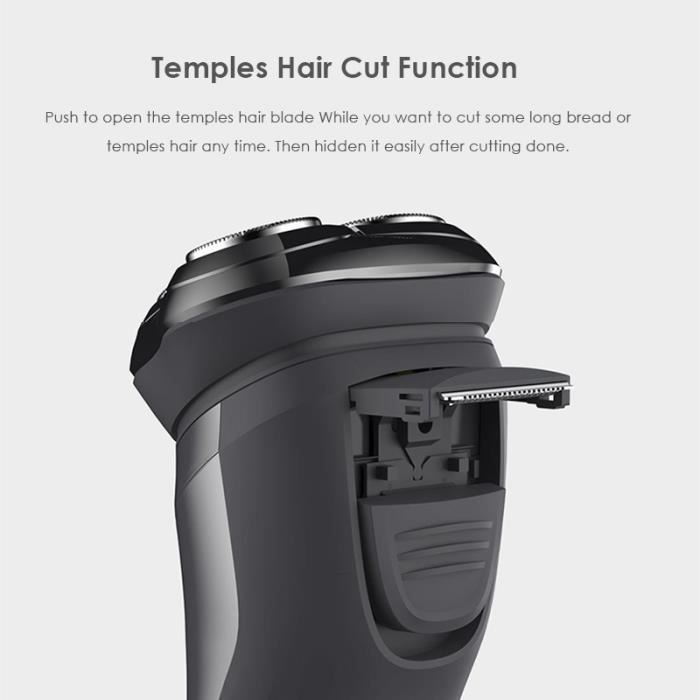 Temples Hair Cut Function
Push to open the temples hair blade While you want to cut some long bread or
temples hair any time. Then hidden it easily after cutting done.